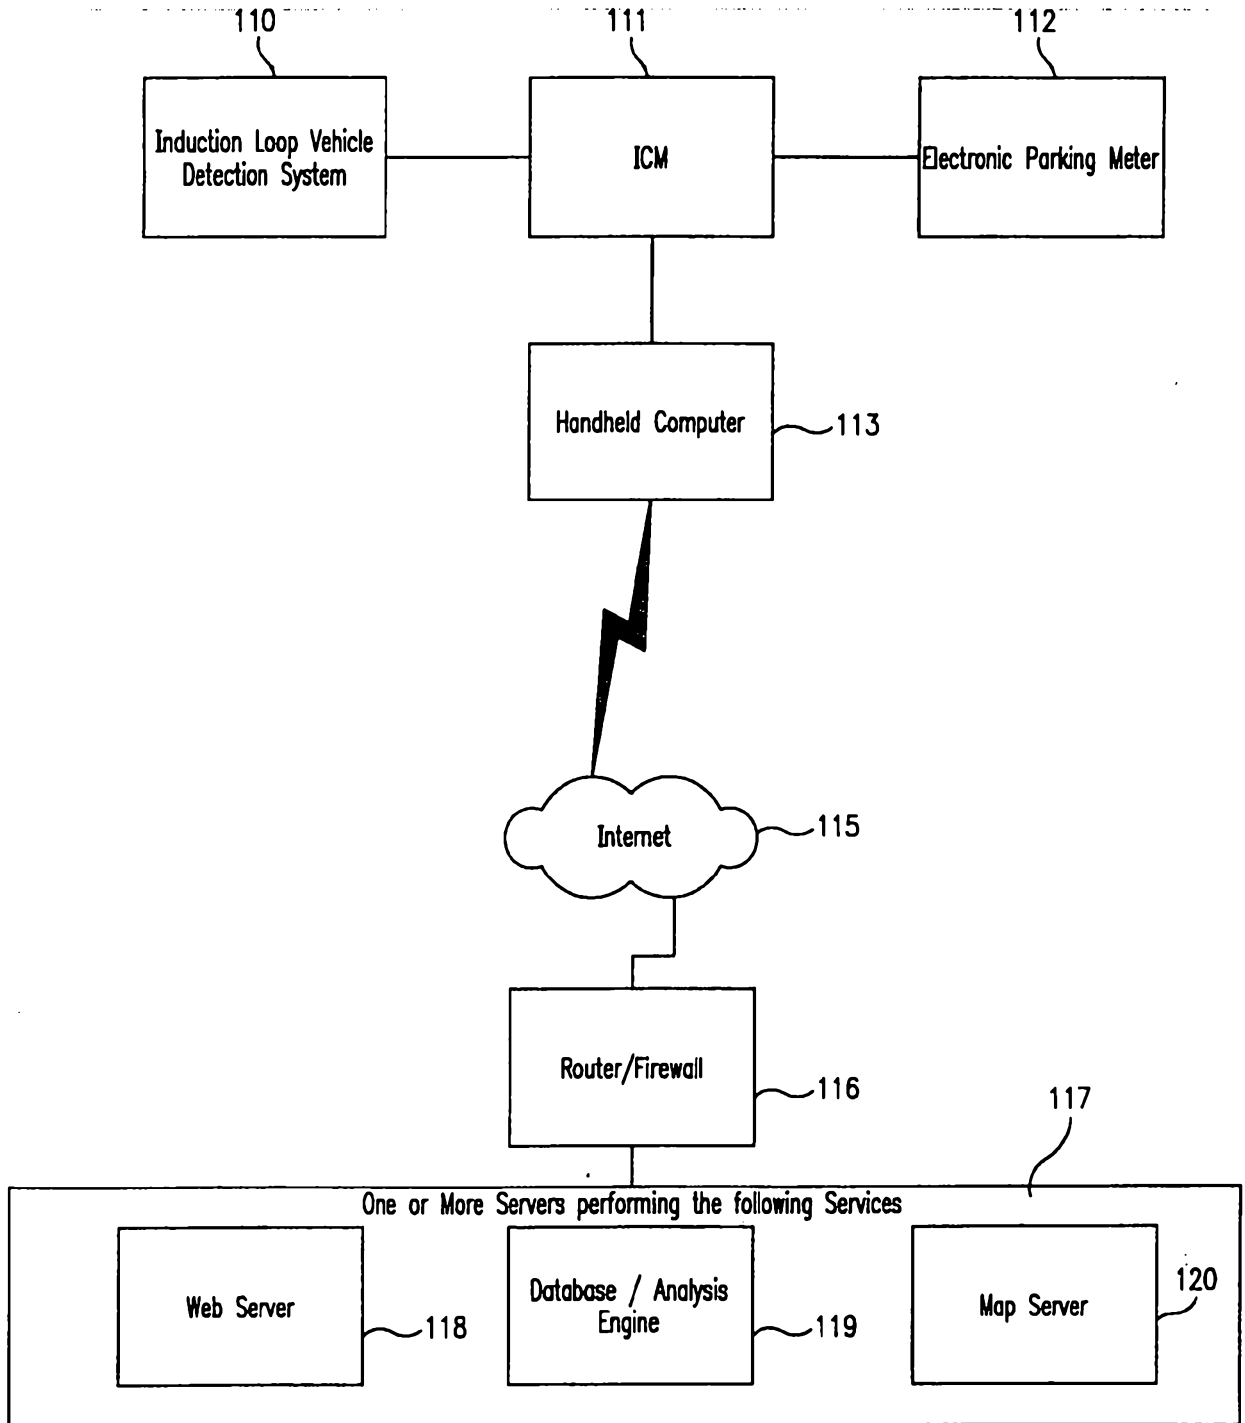 110
111
112
Induction Loop Vehicle
Detection System
ICM
Electronic Parking Meter
Handheld Computer
113
Internet
115
Router/Firewall
116
117
One or More Servers performing the following Services
Web Server
118
Database / Analysis
Engine
119
Map Server
120